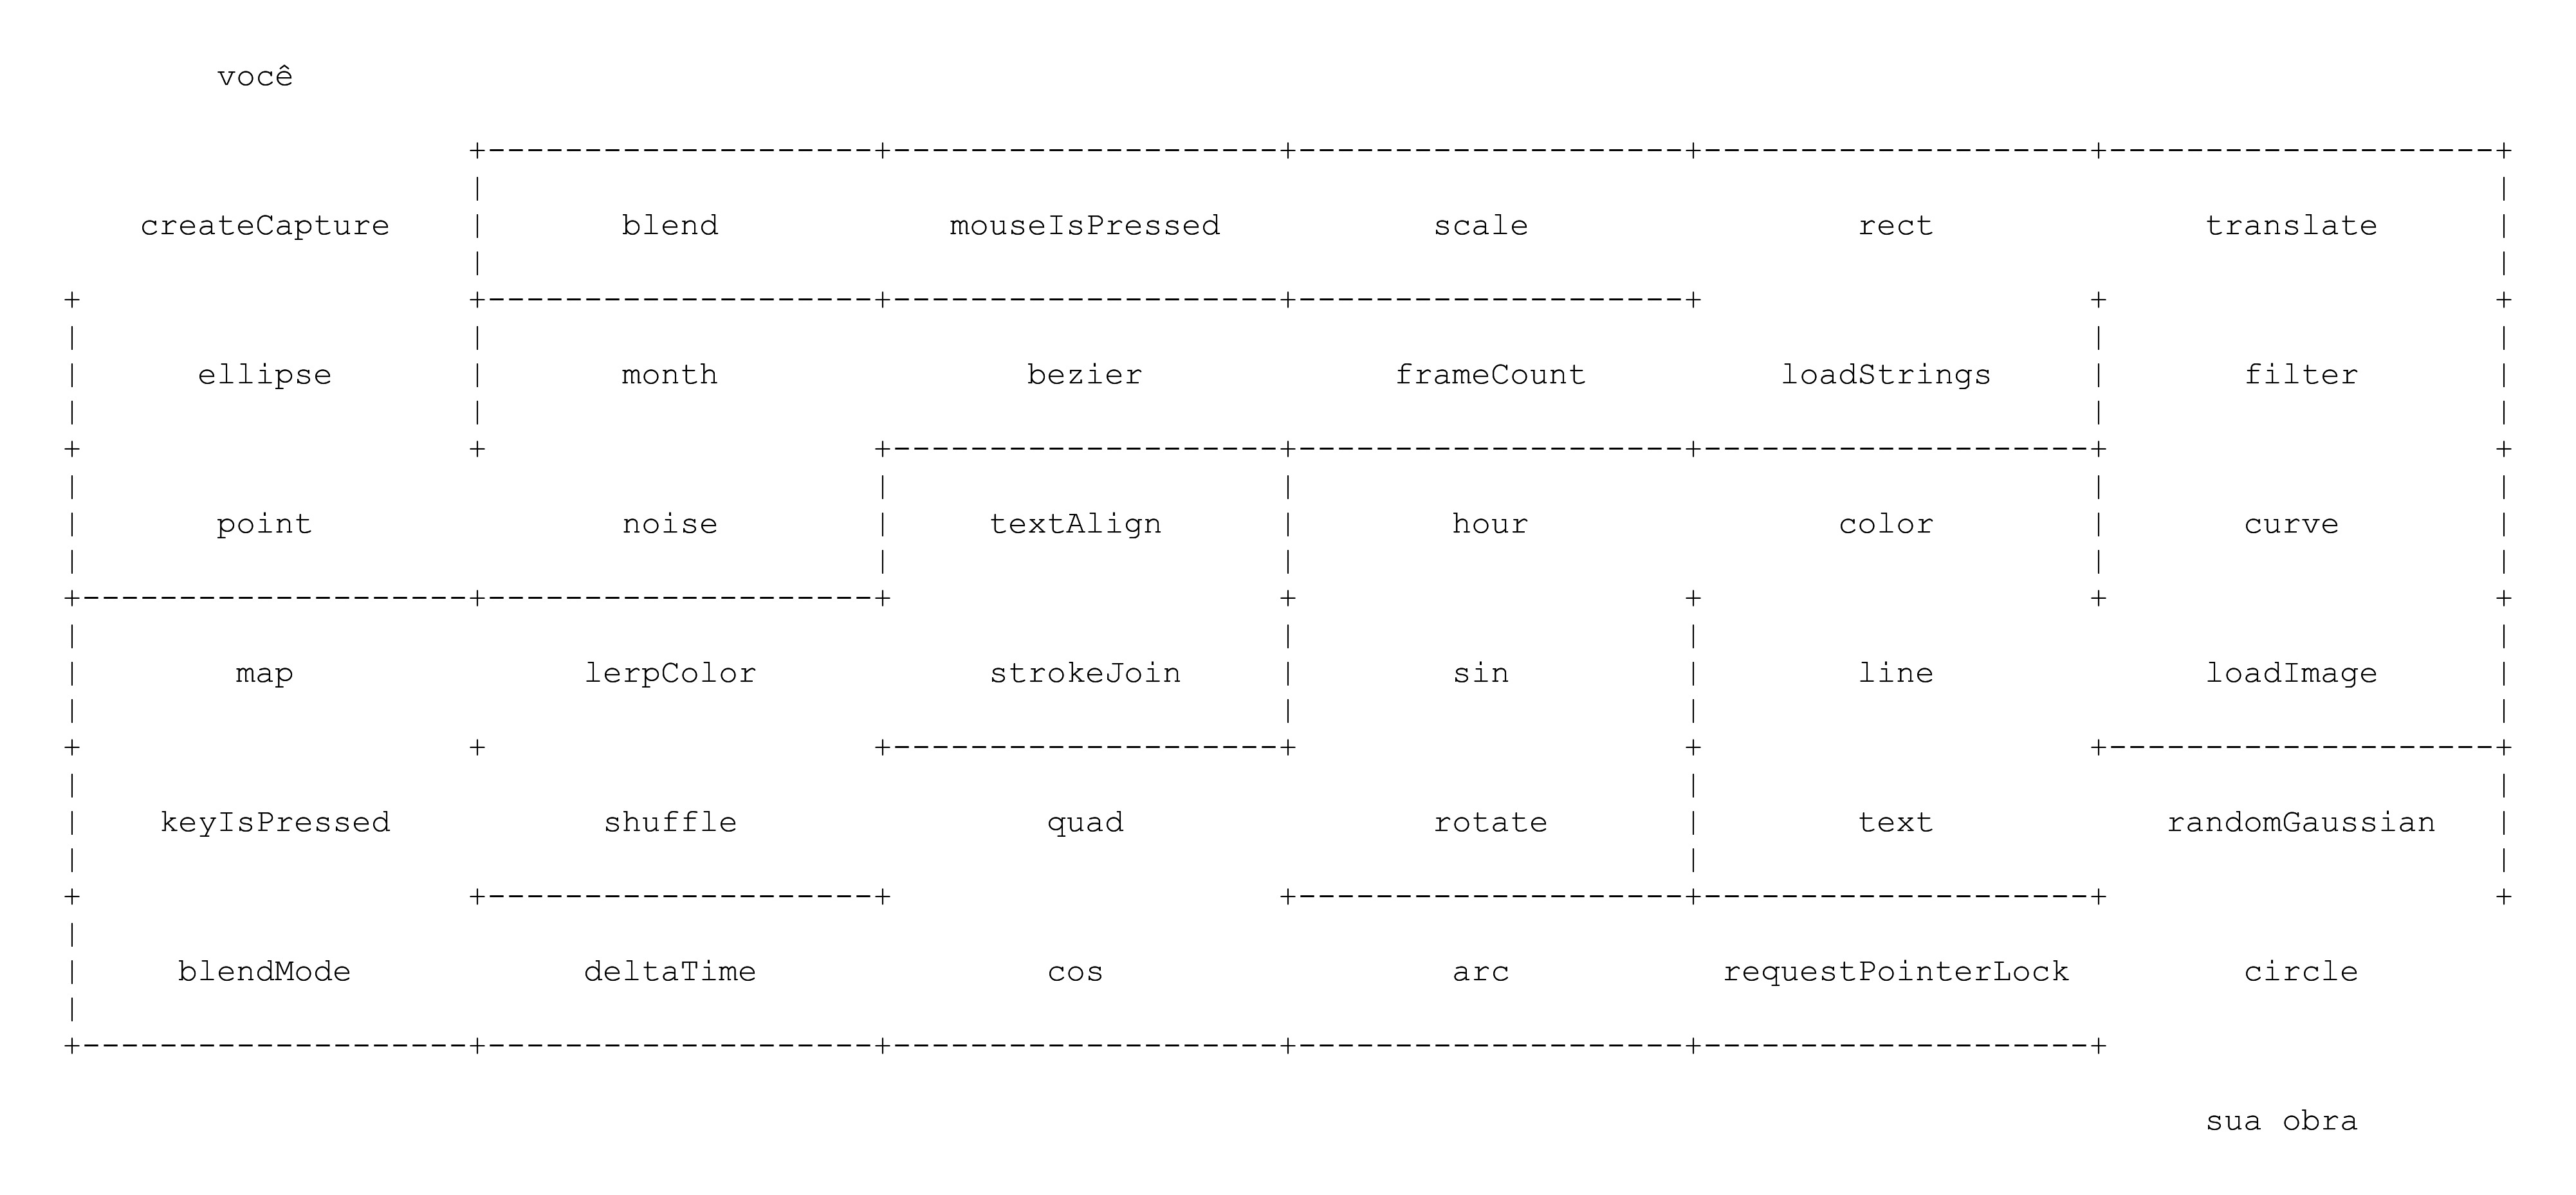 você
createCapture blend mouseIsPressed scale rect translate
ellipse month bezier frameCount loadStrings filter
point noise textAlign hour color curve
map lerpColor strokeJoin sin line loadImage
keyIsPressed shuffle quad rotate text randomGaussian
blendMode deltaTime cos arc requestPointerLock circle
sua obra